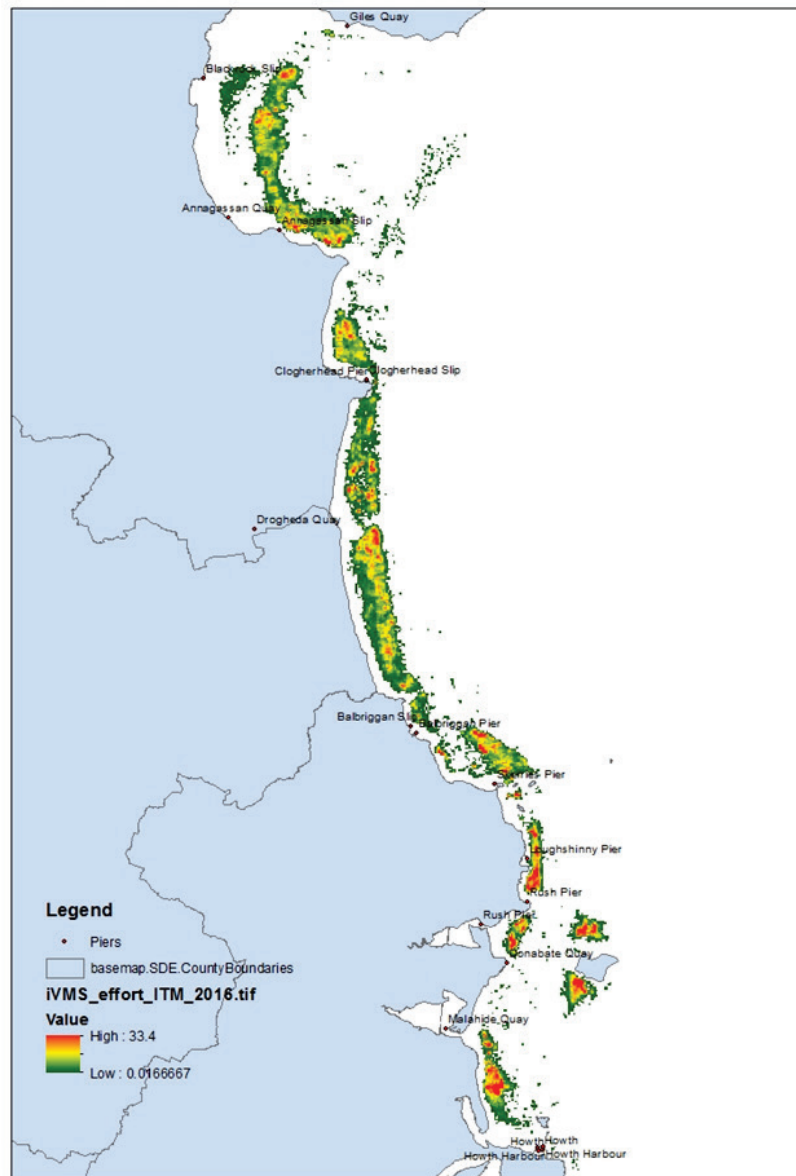 Giles Quay
Blackrock Slip
Annagassan Quay
Annagassan Slip
Clogherhead Pier
Clogherhead Slip
Drogheda Quay
Balbriggan Slip
Balbriggan Pier
Skerries Pier
Loughshinny Pier
Rush Pier
Rush Pier
Donabate Quay
Malahide Quay
Howth
Howth
Howth Harbour
Howth Harbour
Legend
Piers
basemap.SDE.CountyBoundaries
iVMS_effort_ITM_2016.tif
Value
High : 33.4
Low : 0.0166667